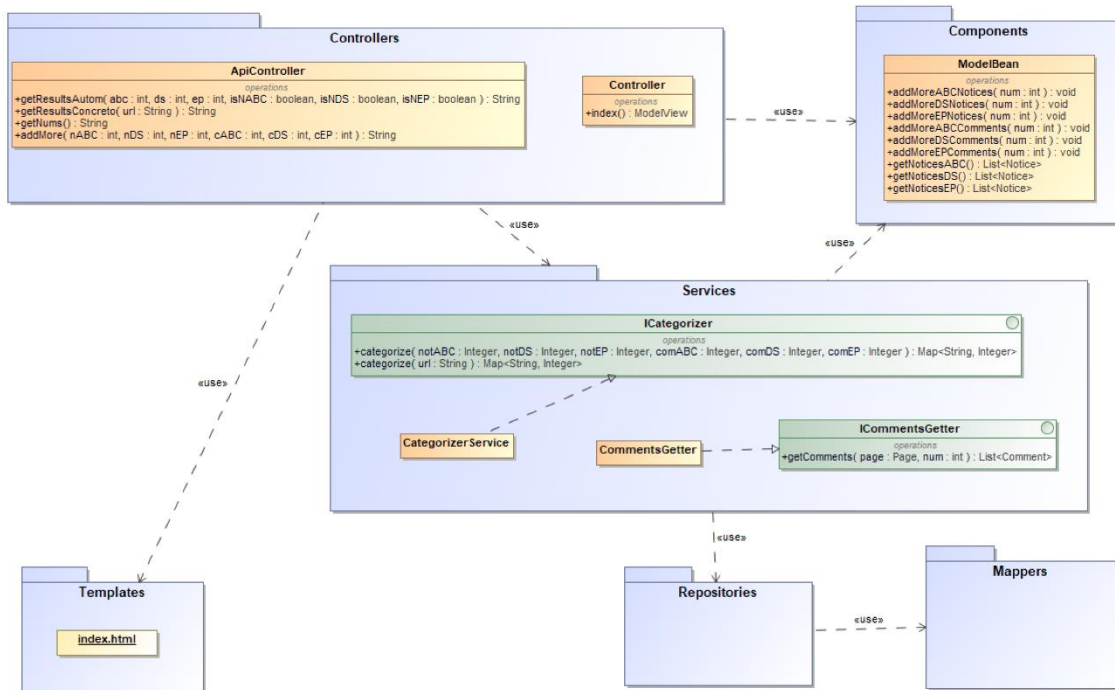 Controllers
ApiController
operations
+getResultsAutom( abc : int, ds : int, ep : int, isNABC : boolean, isNDS : boolean, isNEP : boolean ) : String
+getResultsConcreto( url : String ) : String
+getNums() : String
+addMore( nABC : int, nDS : int, nEP : int, cABC : int, cDS : int, cEP : int ) : String
Controller
operations
+index() : ModelView
«use»
Components
ModelBean
operations
+addMoreABCNotices( num : int ) : void
+addMoreDSNotices( num : int ) : void
+addMoreEPNotices( num : int ) : void
+addMoreABCComments( num : int ) : void
+addMoreDSComments( num : int ) : void
+addMoreEPComments( num : int ) : void
+getNoticesABC() : List<Notice>
+getNoticesDS() : List<Notice>
+getNoticesEP() : List<Notice>
«use»
«use»
Services
ICategorizer
operations
+categorize( notABC : Integer, notDS : Integer, notEP : Integer, comABC : Integer, comDS : Integer, comEP : Integer ) : Map<String, Integer>
+categorize( url : String ) : Map<String, Integer>
«use»
CategorizerService
CommentsGetter
ICommentsGetter
operations
+getComments( page : Page, num : int ) : List<Comment>
«use»
Templates
index.html
Repositories
«use»
Mappers